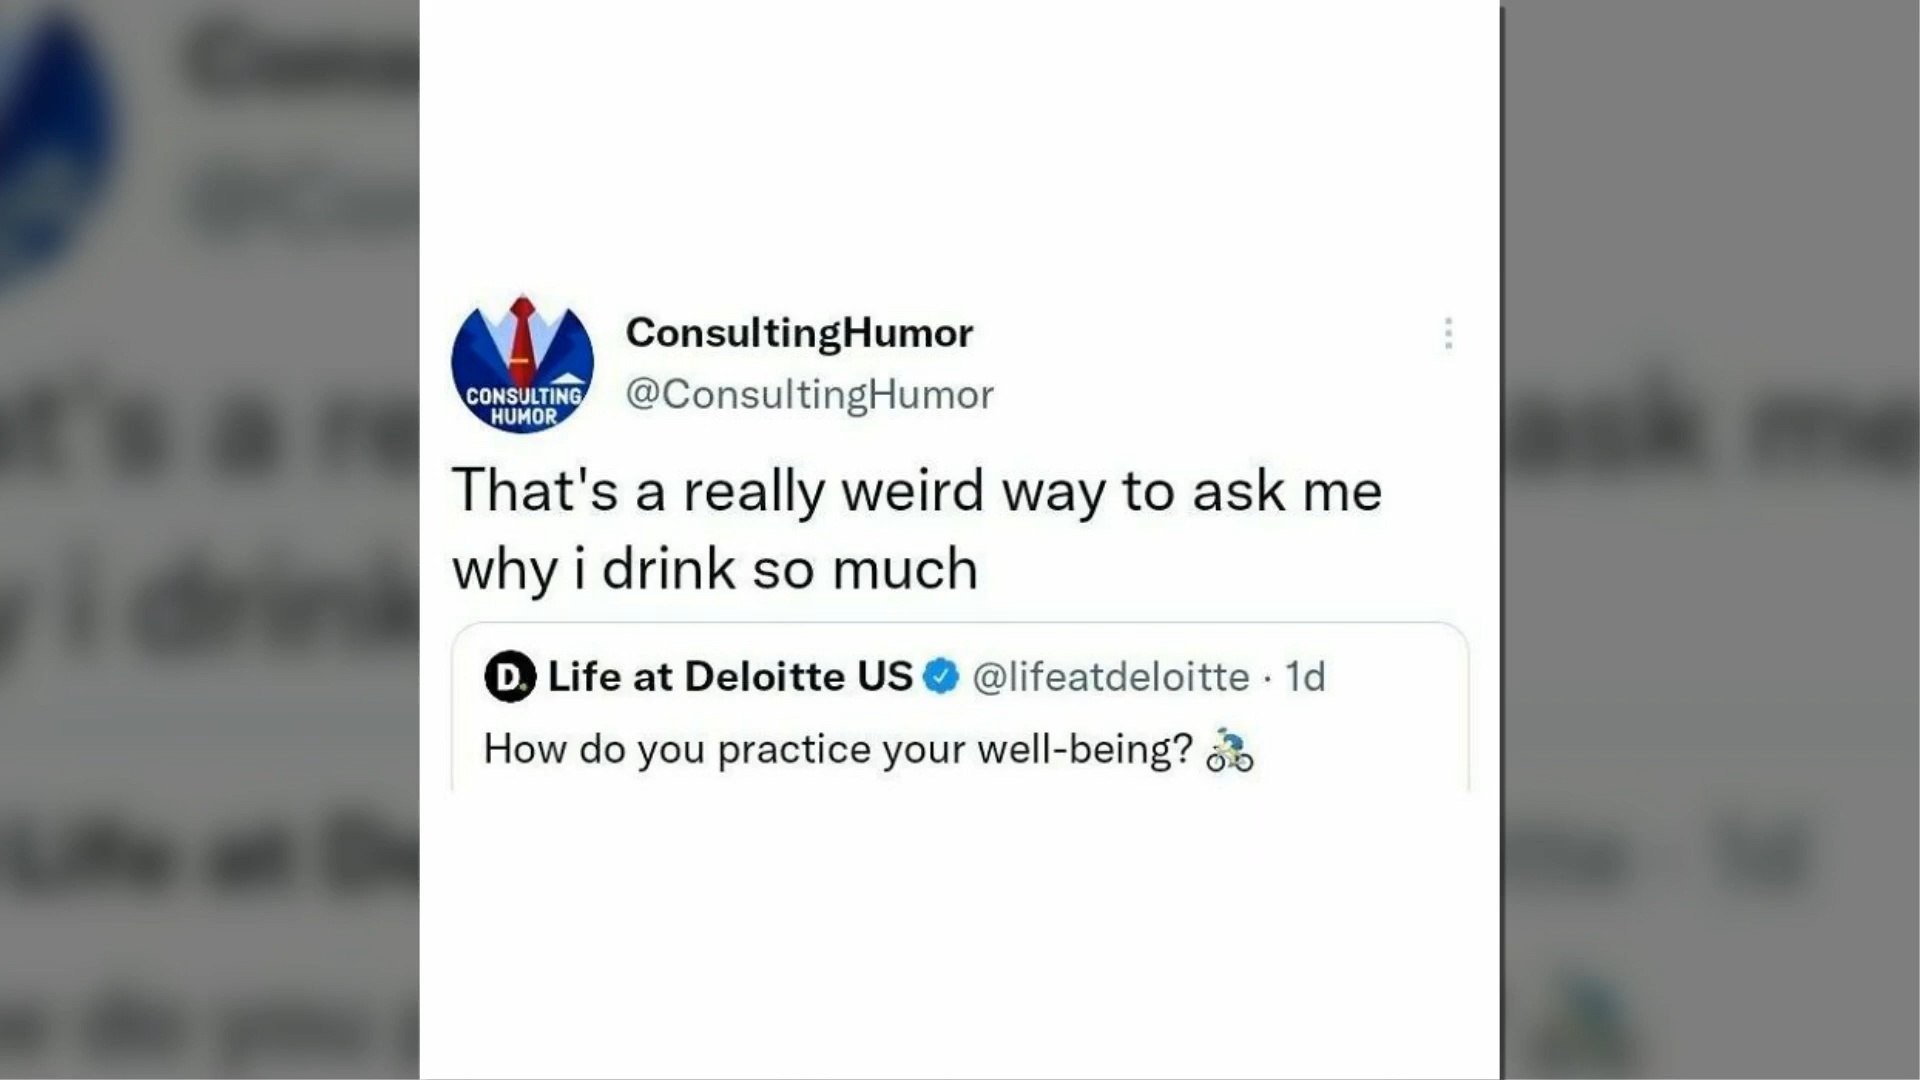 ConsultingHumor
@ConsultingHumor
CONSULTING
HUMOR
That's a really weird way to ask me
why i drink so much
D. Life at Deloitte US @lifeatdeloitte · 1d
How do you practice your well-being? 🚴